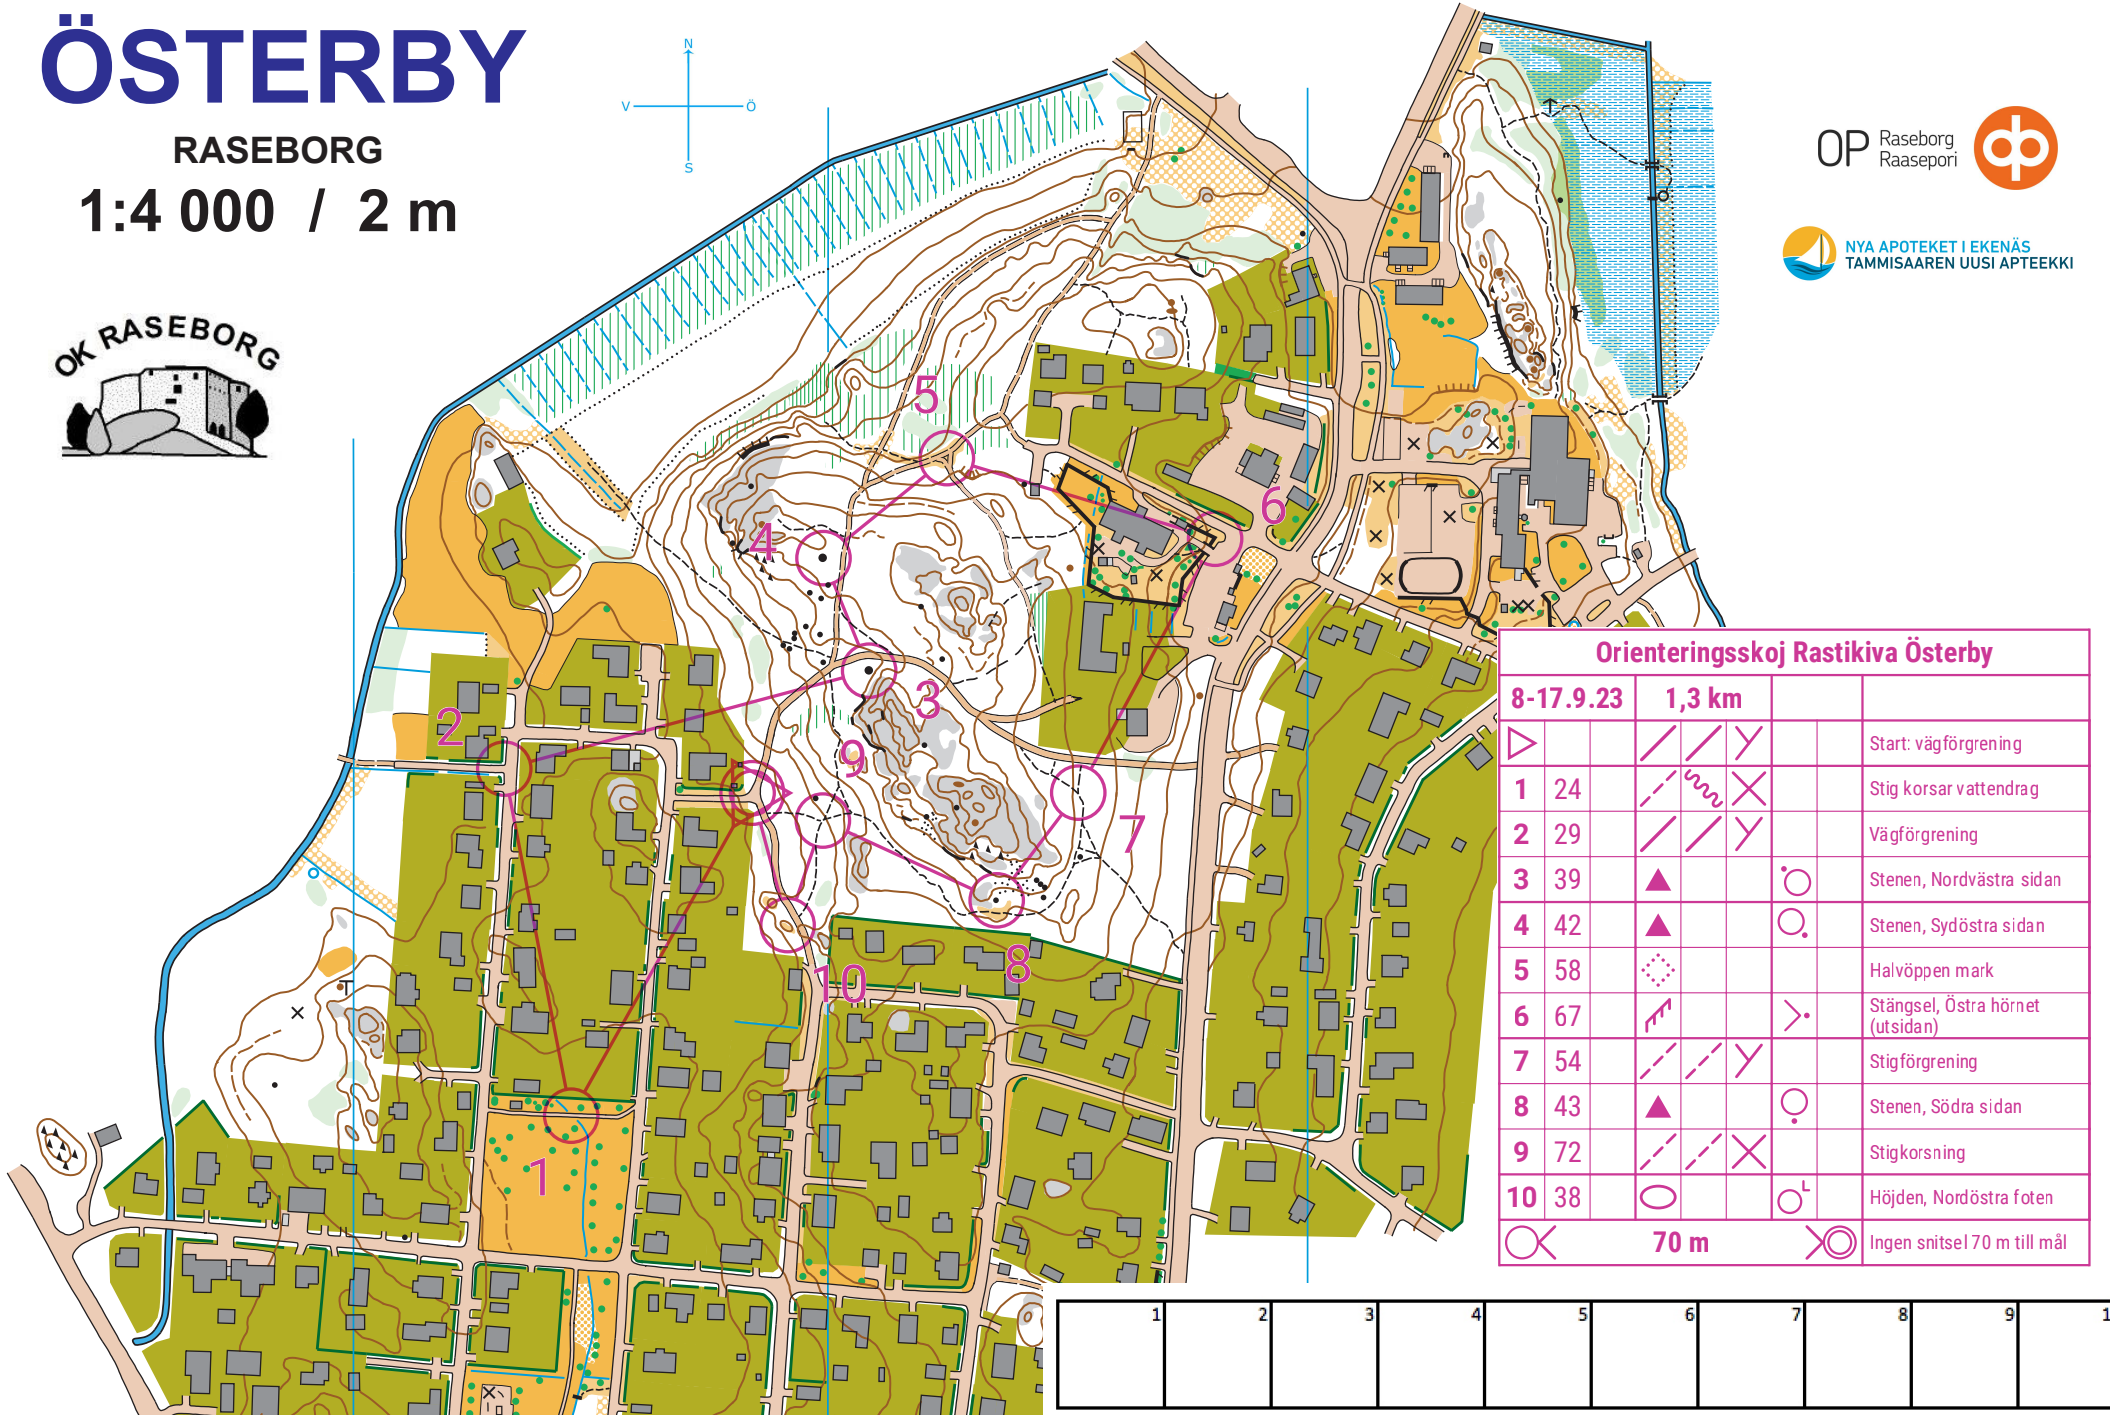 ÖSTERBY
RASEBORG
1:4 000 / 2 m
OK RASEBORG
N
V Ö
S
OP Raseborg
Raasepori
NYA APOTEKET I EKENÄS
TAMMISAAREN UUSI APTEEKKI
5
6
4
3
2
9
7
8
10
1
Orienteringsskoj Rastikiva Österby
8-17.9.23 1,3 km
Start: vägförgrening
1 24 Stig korsar vattendrag
2 29 Vägförgrening
3 39 Stenen, Nordvästra sidan
4 42 Stenen, Sydöstra sidan
5 58 Halvöppen mark
6 67 Stängsel, Östra hörnet
(utsidan)
7 54 Stigförgrening
8 43 Stenen, Södra sidan
9 72 Stigkorsning
10 38 Höjden, Nordöstra foten
70 m Ingen snitsel 70 m till mål
1 2 3 4 5 6 7 8 9 1